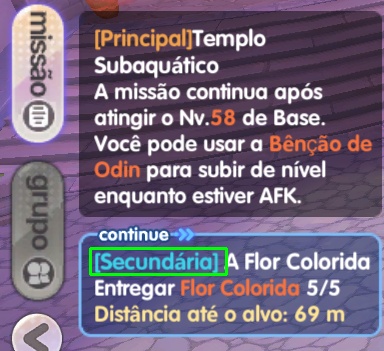 missão
grupo
[Principal]Templo
Subaquático
A missão continua após
atingir o Nv.58 de Base.
Você pode usar a Bênção de
Odin para subir de nível
enquanto estiver AFK.
continue
[Secundária] A Flor Colorida
Entregar Flor Colorida 5/5
Distância até o alvo: 69 m